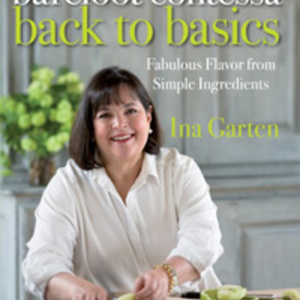 barefoot contessa
back to basics
Fabulous Flavor from
Simple Ingredients
Ina Garten